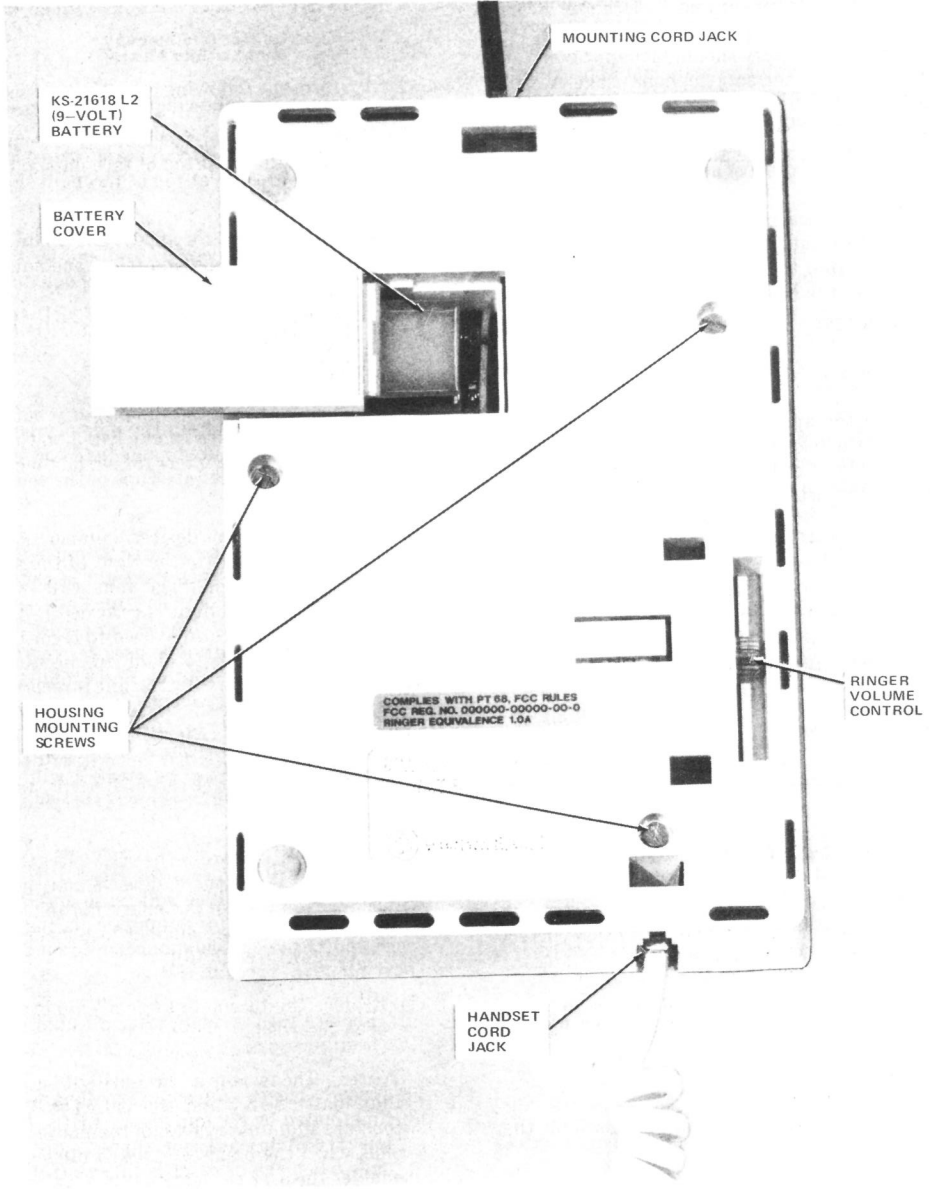 MOUNTING CORD JACK
KS-21618 L2
(9–VOLT)
BATTERY
BATTERY
COVER
COMPLIES WITH PT 68, FCC RULES
FCC REG. NO. 000000-00000-00-0
RINGER EQUIVALENCE 1.0A
RINGER
VOLUME
CONTROL
HOUSING
MOUNTING
SCREWS
HANDSET
CORD
JACK